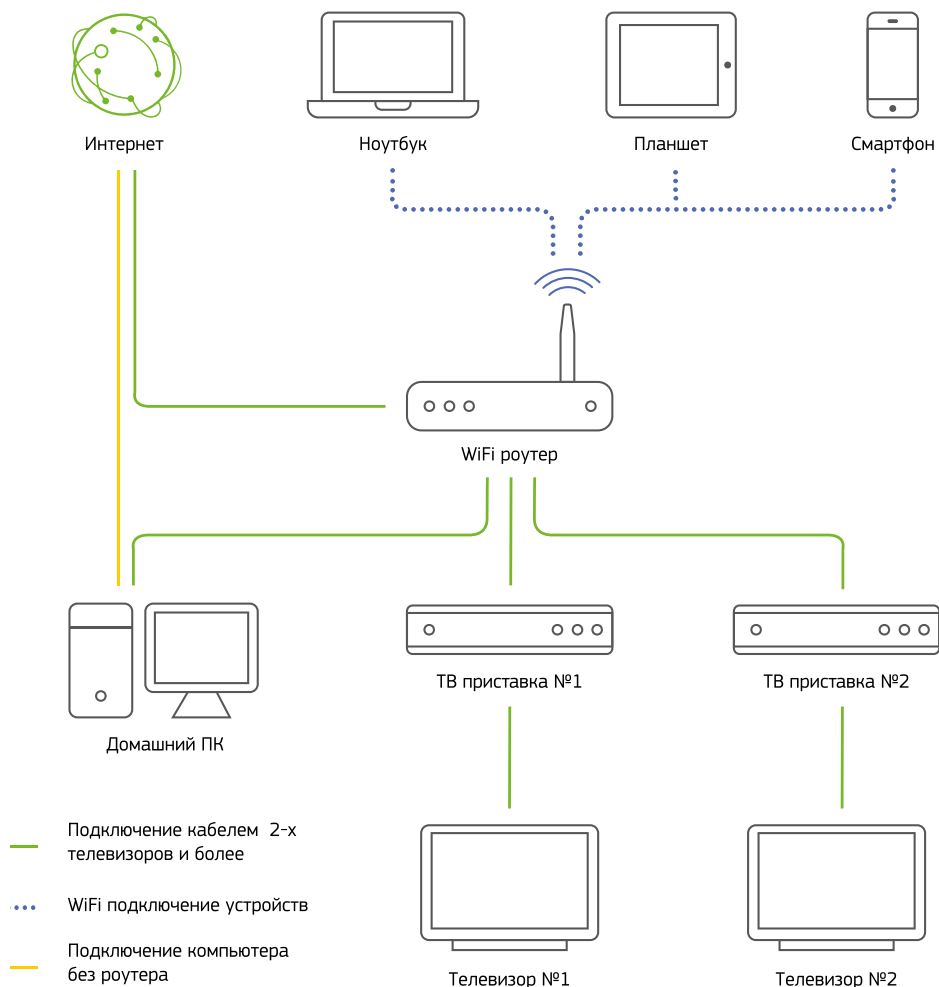 Интернет
Ноутбук
Планшет
Смартфон
WiFi роутер
ТВ приставка №1
ТВ приставка №2
Домашний ПК
Подключение кабелем 2-х
телевизоров и более
WiFi подключение устройств
Подключение компьютера
без роутера
Телевизор №1
Телевизор №2